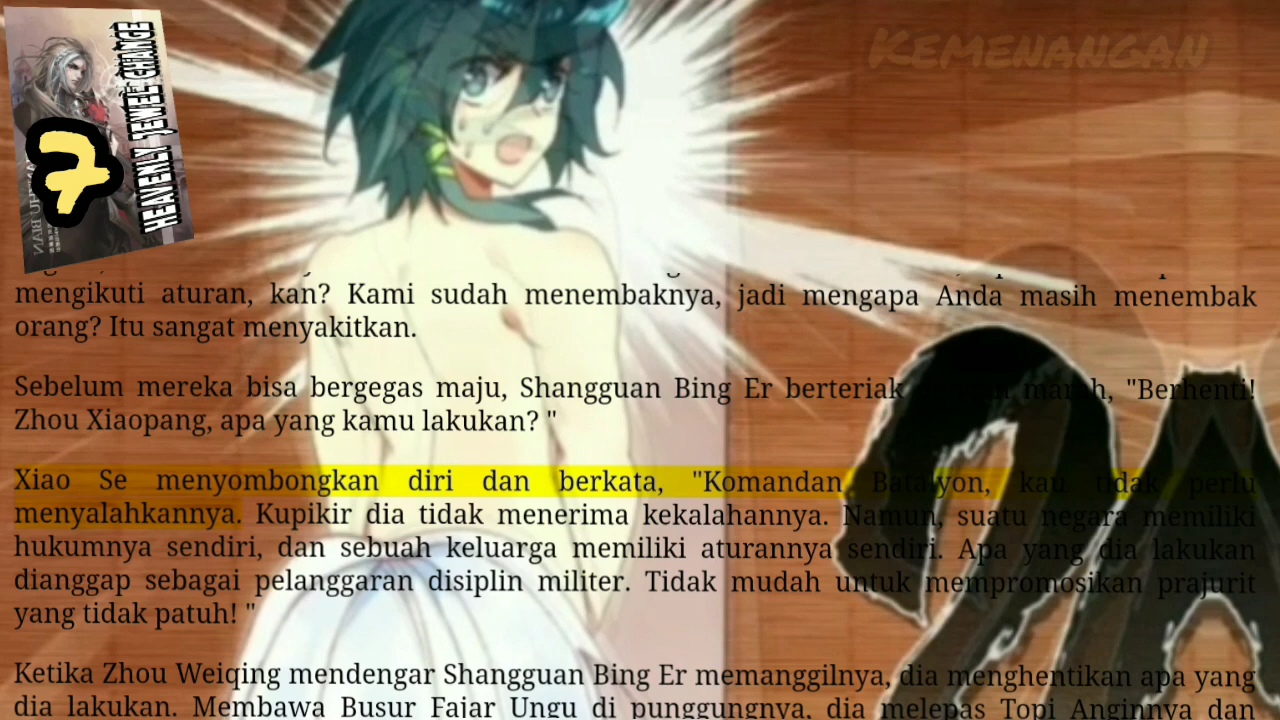 Kemenangan
HEAVENLY JEWEL CHANGE
7
mengikuti aturan, kan? Kami sudah menembaknya, jadi mengapa Anda masih menembak
orang? Itu sangat menyakitkan.
Sebelum mereka bisa bergegas maju, Shangguan Bing Er berteriak marah, "Berhenti!
Zhou Xiaopang, apa yang kamu lakukan? "
Xiao Se menyombongkan diri dan berkata, "Komandan Batalyon, kau tidak perlu
menyalahkannya. Kupikir dia tidak menerima kekalahannya. Namun, suatu negara memiliki
hukumnya sendiri, dan sebuah keluarga memiliki aturannya sendiri. Apa yang dia lakukan
dianggap sebagai pelanggaran disiplin militer. Tidak mudah untuk mempromosikan prajurit
yang tidak patuh! "
Ketika Zhou Weiqing mendengar Shangguan Bing Er memanggilnya, dia menghentikan apa yang
dia lakukan. Membawa Busur Fajar Ungu di punggungnya, dia melepas Topi Anginnya dan